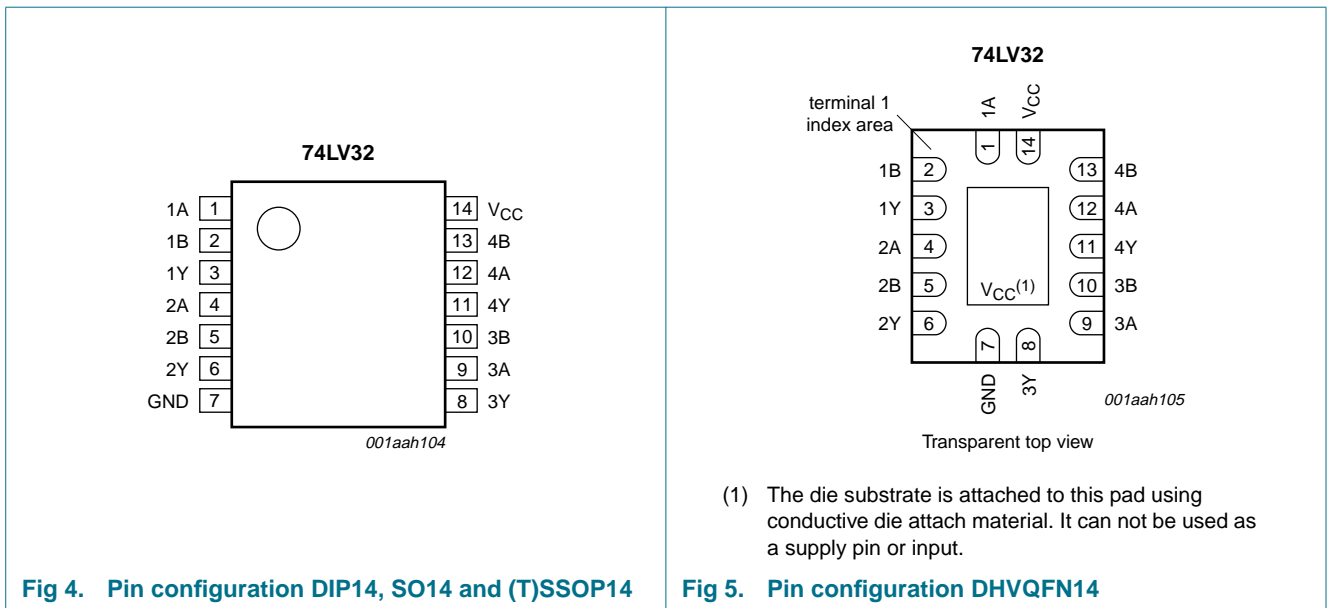 74LV32
1A 1
1B 2
1Y 3
2A 4
2B 5
2Y 6
GND 7
14 VCC
13 4B
12 4A
11 4Y
10 3B
9 3A
8 3Y
001aah104
Fig 4. Pin configuration DIP14, SO14 and (T)SSOP14
74LV32
terminal 1
index area
1A
VCC
1
14
1B 2
1Y 3
2A 4
2B 5
2Y 6
13 4B
12 4A
11 4Y
10 3B
9 3A
VCC(1)
7
8
GND
3Y
001aah105
Transparent top view
(1) The die substrate is attached to this pad using
conductive die attach material. It can not be used as
a supply pin or input.
Fig 5. Pin configuration DHVQFN14